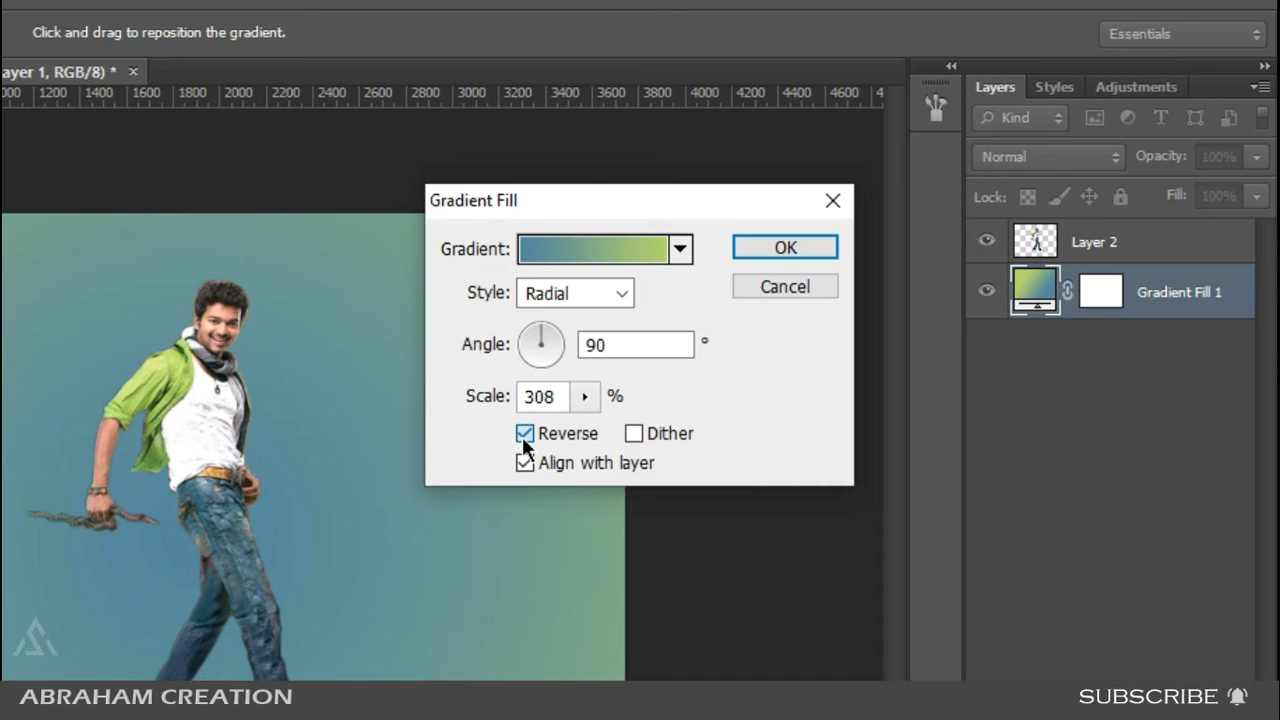 Click and drag to reposition the gradient.
Essentials
ayer 1, RGB/8) *
000 1200 1400 1600 1800 2000 2200 2400 2600 2800 3000 3200 3400 3600 3800 4000 4200 4400 4600 4
Layers Styles Adjustments
Kind
Normal Opacity: 100%
Lock: Fill: 100%
Layer 2
Gradient Fill 1
Gradient Fill
Gradient: OK
Style: Radial Cancel
Angle: 90 °
Scale: 308 %
Reverse Dither
Align with layer
ABRAHAM CREATION SUBSCRIBE